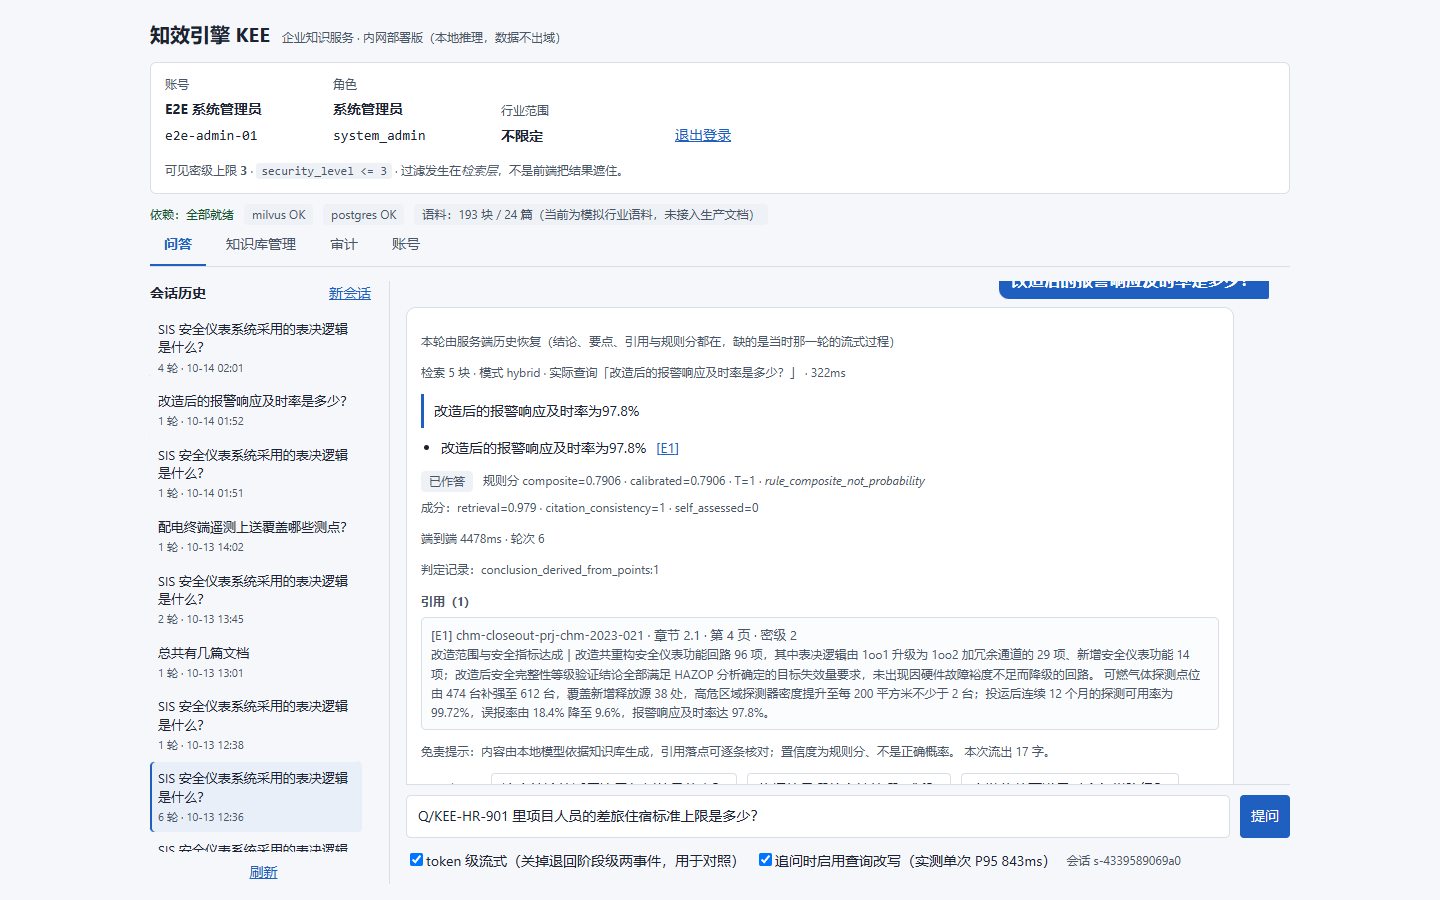 知效引擎 KEE 企业知识服务 · 内网部署版（本地推理，数据不出域）
账号
E2E 系统管理员
e2e-admin-01
角色
系统管理员
system_admin
行业范围
不限定
退出登录
可见密级上限 3 · security_level <= 3 · 过滤发生在检索层，不是前端把结果遮住。
依赖：全部就绪 milvus OK postgres OK 语料：193 块 / 24 篇（当前为模拟行业语料，未接入生产文档）
问答 知识库管理 审计 账号
会话历史 新会话
SIS 安全仪表系统采用的表决逻辑
是什么？
4 轮 · 10-14 02:01
改造后的报警响应及时率是多少？
1 轮 · 10-14 01:52
SIS 安全仪表系统采用的表决逻辑
是什么？
1 轮 · 10-14 01:51
配电终端遥测上送覆盖哪些测点？
1 轮 · 10-13 14:02
SIS 安全仪表系统采用的表决逻辑
是什么？
2 轮 · 10-13 13:45
总共有几篇文档
1 轮 · 10-13 13:01
SIS 安全仪表系统采用的表决逻辑
是什么？
1 轮 · 10-13 12:38
SIS 安全仪表系统采用的表决逻辑
是什么？
6 轮 · 10-13 12:36
SIS 安全仪表系统采用的表决逻辑
刷新
改造后的报警响应及时率是多少？
本轮由服务端历史恢复（结论、要点、引用与规则分都在，缺的是当时那一轮的流式过程）
检索 5 块 · 模式 hybrid · 实际查询「改造后的报警响应及时率是多少？」 · 322ms
改造后的报警响应及时率为97.8%
• 改造后的报警响应及时率为97.8% [E1]
已作答 规则分 composite=0.7906 · calibrated=0.7906 · T=1 · rule_composite_not_probability
成分：retrieval=0.979 · citation_consistency=1 · self_assessed=0
端到端 4478ms · 轮次 6
判定记录：conclusion_derived_from_points:1
引用（1）
[E1] chm-closeout-prj-chm-2023-021 · 章节 2.1 · 第 4 页 · 密级 2
改造范围与安全指标达成 | 改造共重构安全仪表功能回路 96 项，其中表决逻辑由 1oo1 升级为 1oo2 加冗余通道的 29 项、新增安全仪表功能 14
项；改造后安全完整性等级验证结论全部满足 HAZOP 分析确定的目标失效量要求，未出现因硬件故障裕度不足而降级的回路。 可燃气体探测点位
由 474 台补强至 612 台，覆盖新增释放源 38 处，高危区域探测器密度提升至每 200 平方米不少于 2 台；投运后连续 12 个月的探测可用率为
99.72%，误报率由 18.4% 降至 9.6%，报警响应及时率达 97.8%。
免责提示：内容由本地模型依据知识库生成，引用落点可逐条核对；置信度为规则分、不是正确概率。 本次流出 17 字。
Q/KEE-HR-901 里项目人员的差旅住宿标准上限是多少？
提问
token 级流式（关掉退回阶段级两事件，用于对照） 追问时启用查询改写（实测单次 P95 843ms） 会话 s-4339589069a0